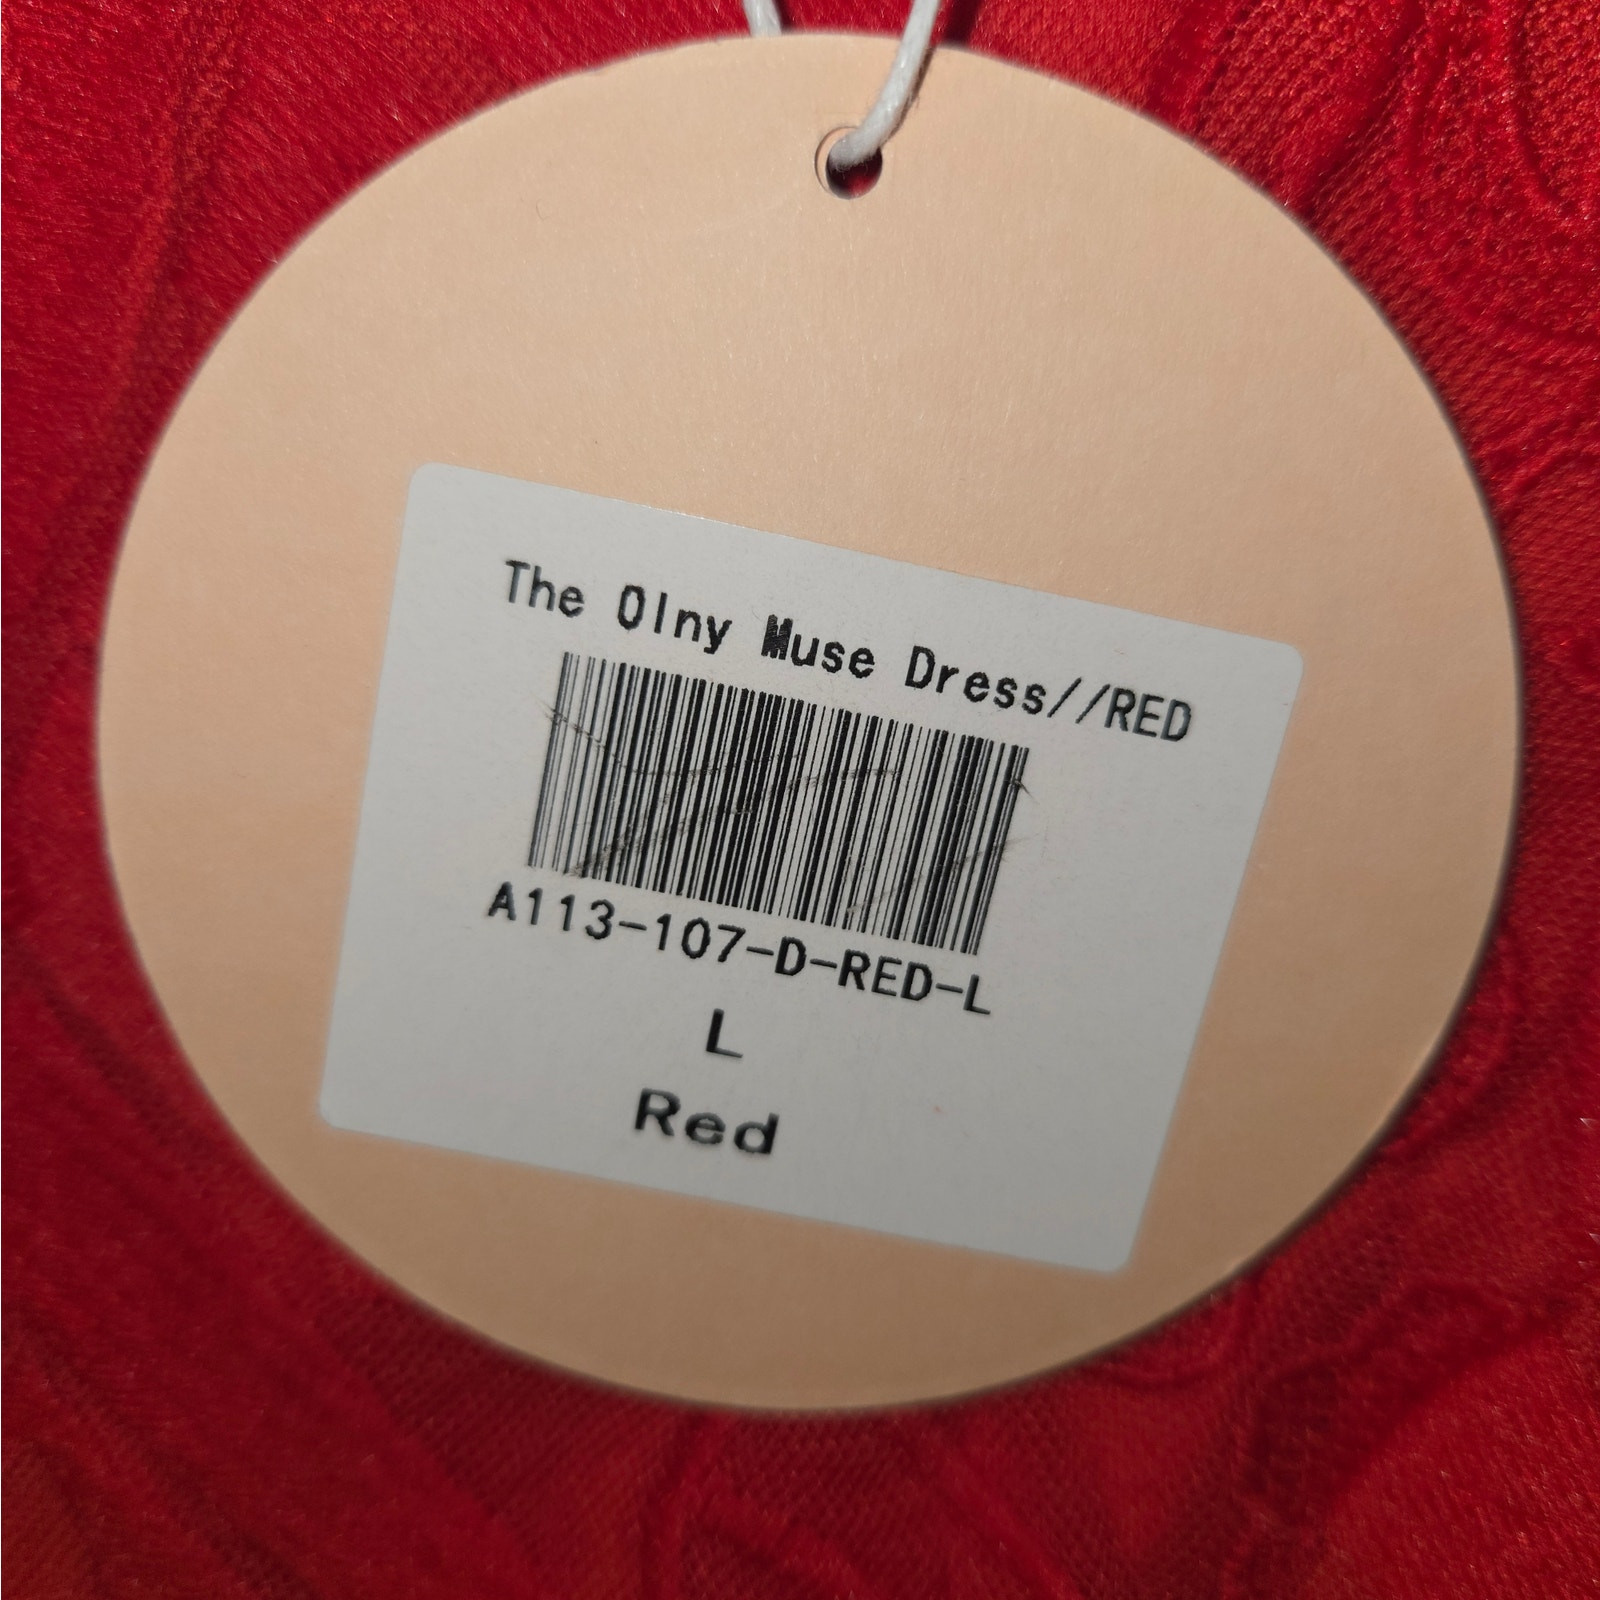 The Olny Muse Dress//RED
A113-107-D-RED-L
L
Red